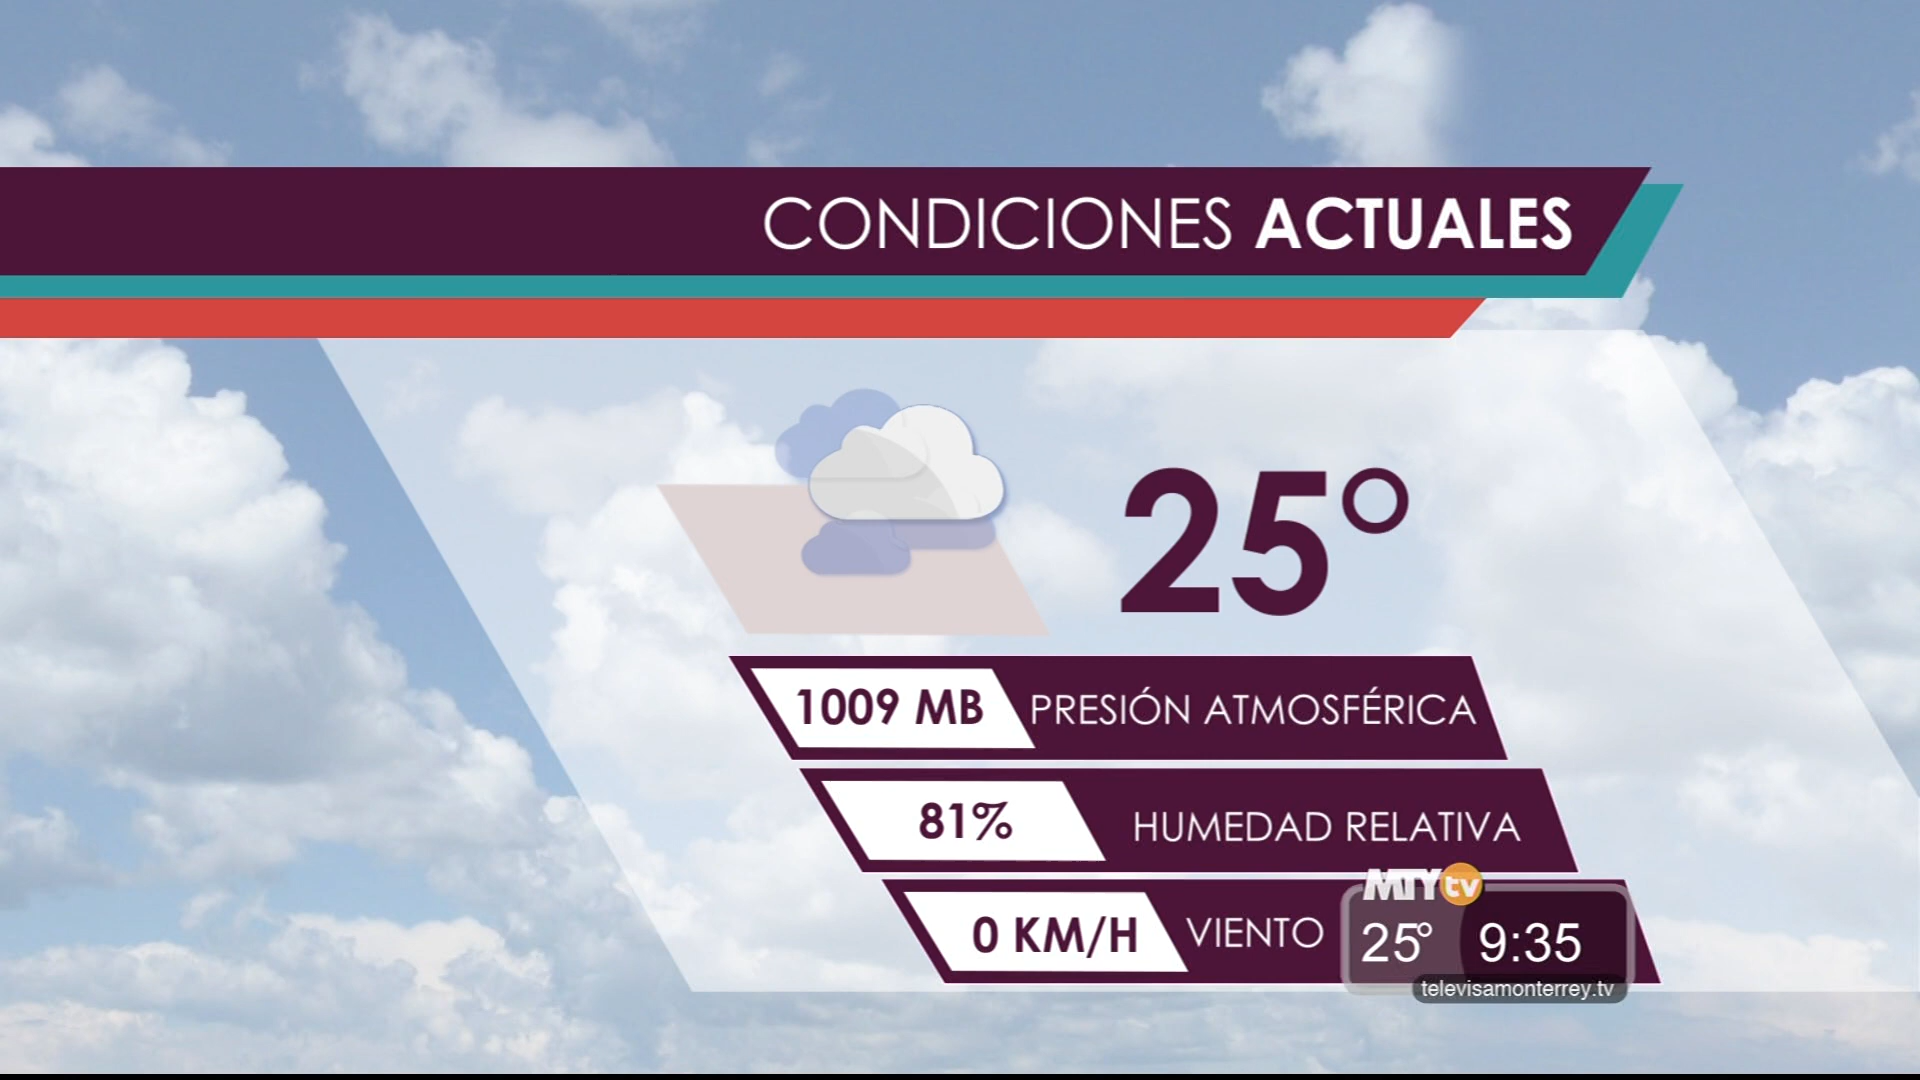 CONDICIONES ACTUALES
25°
1009 MB PRESIÓN ATMOSFÉRICA
81% HUMEDAD RELATIVA
0 KM/H VIENTO
MTY tv
25° 9:35
televisamonterrey.tv